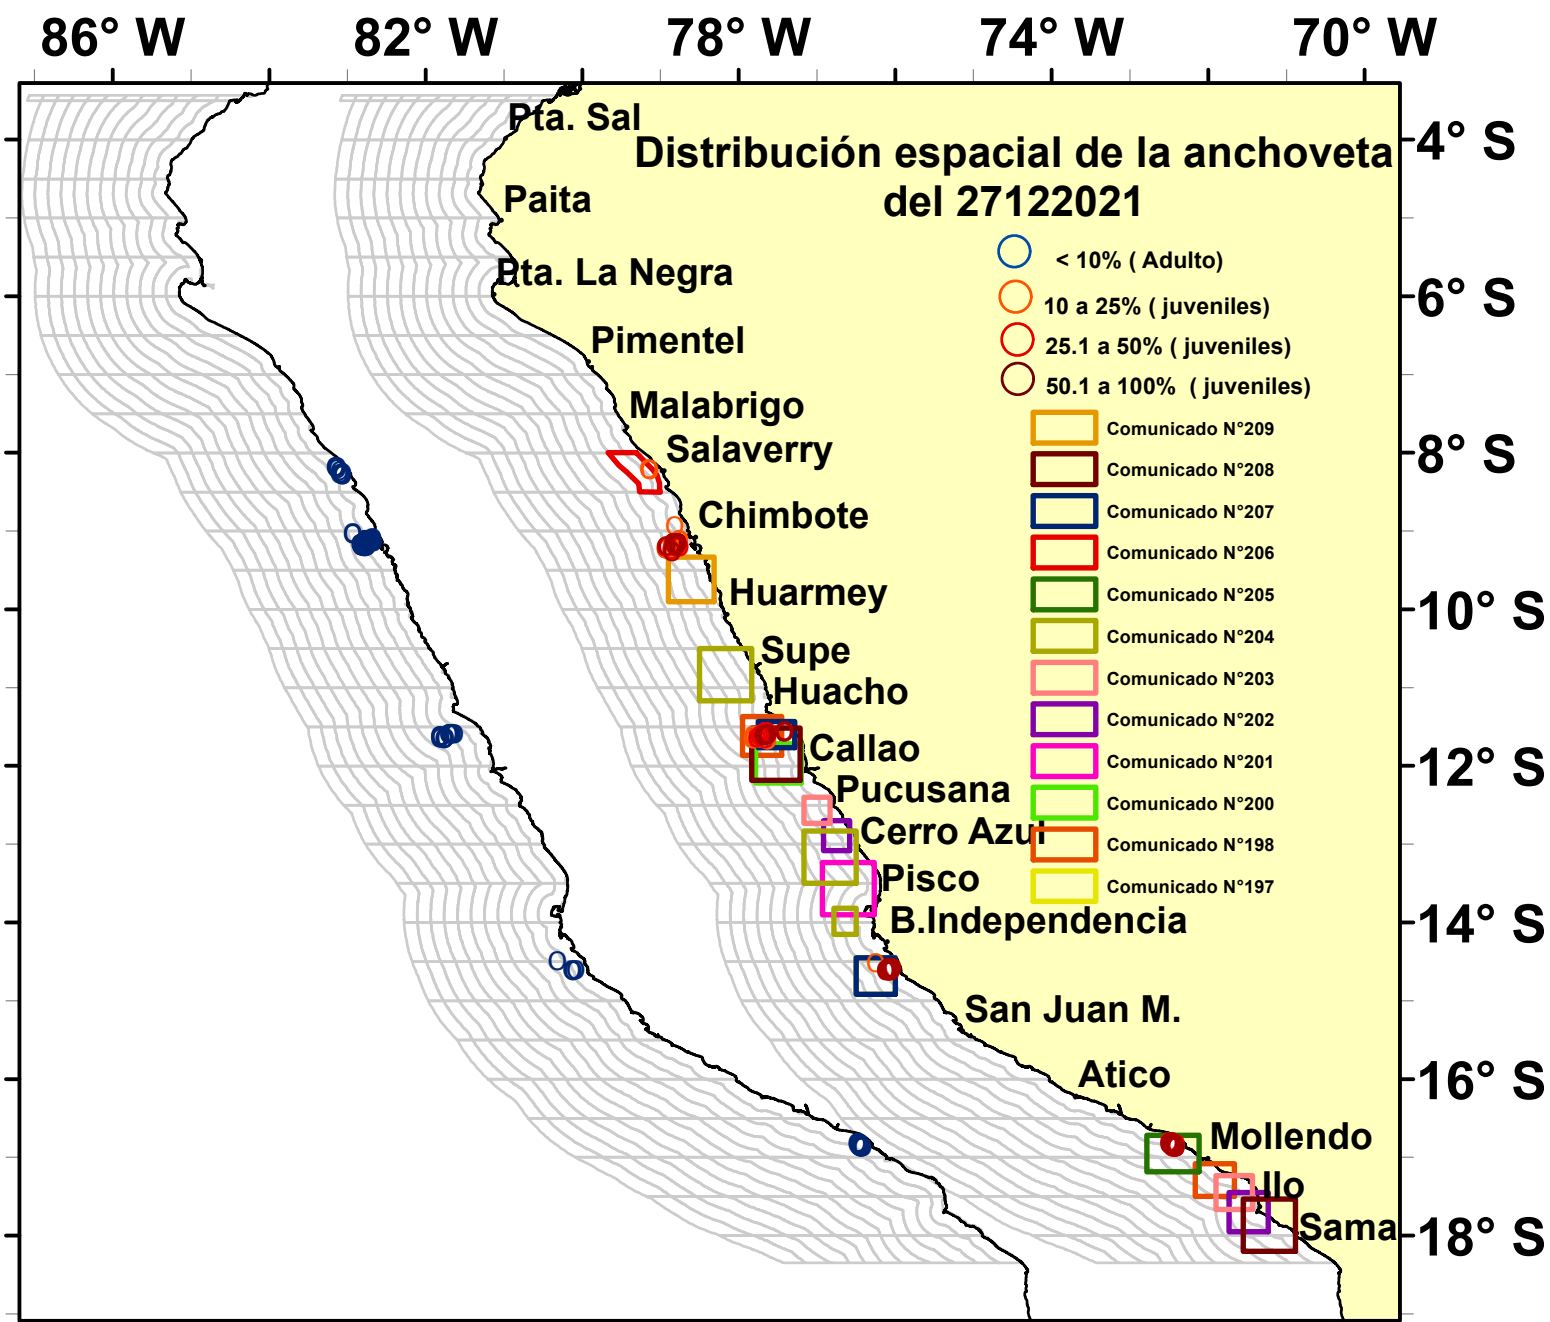 86° W 82° W 78° W 74° W 70° W
Pta. Sal
Distribución espacial de la anchoveta
del 27122021
4° S
Paita
< 10% ( Adulto)
Pta. La Negra
10 a 25% ( juveniles)
6° S
Pimentel
25.1 a 50% ( juveniles)
50.1 a 100% ( juveniles)
Malabrigo
Comunicado N°209
Salaverry
8° S
Comunicado N°208
Chimbote
Comunicado N°207
Comunicado N°206
Huarmey
Comunicado N°205
10° S
Comunicado N°204
Supe
Comunicado N°203
Huacho
Comunicado N°202
Callao
Comunicado N°201
12° S
Pucusana
Comunicado N°200
Cerro Azul
Comunicado N°198
Pisco
Comunicado N°197
B.Independencia
14° S
San Juan M.
Atico
16° S
Mollendo
Ilo
Sama
18° S